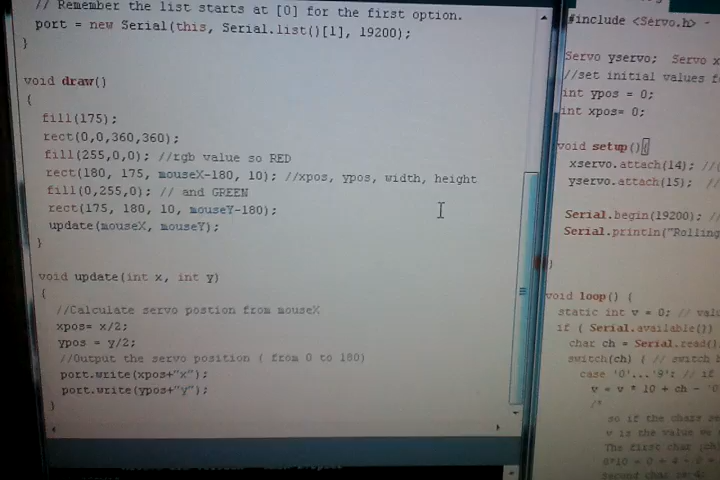 // Remember the list starts at [0] for the first option.
port = new Serial(this, Serial.list()[1], 19200);
}
void draw()
{
fill(175);
rect(0,0,360,360);
fill(255,0,0); //rgb value so RED
rect(180, 175, mouseX-180, 10); //xpos, ypos, width, height
fill(0,255,0); // and GREEN
rect(175, 180, 10, mouseY-180);
update(mouseX, mouseY);
}
void update(int x, int y)
{
//Calculate servo postion from mouseX
xpos= x/2;
ypos = y/2;
//Output the servo position ( from 0 to 180)
port.write(xpos+"x");
port.write(ypos+"y");
}
#include <Servo.h>
Servo yservo; Servo x
//set initial values f
int ypos = 0;
int xpos= 0;
void setup(){
xservo.attach(14); //
yservo.attach(15); //
Serial.begin(19200); //
Serial.println("Rolling
}
void loop() {
static int v = 0; // val
if ( Serial.available())
char ch = Serial.read()
switch(ch) { // switch
case '0'...'9': // if
v = v * 10 + ch - '0
/*
so if the chars se
v is the value
The first char
second char is 4